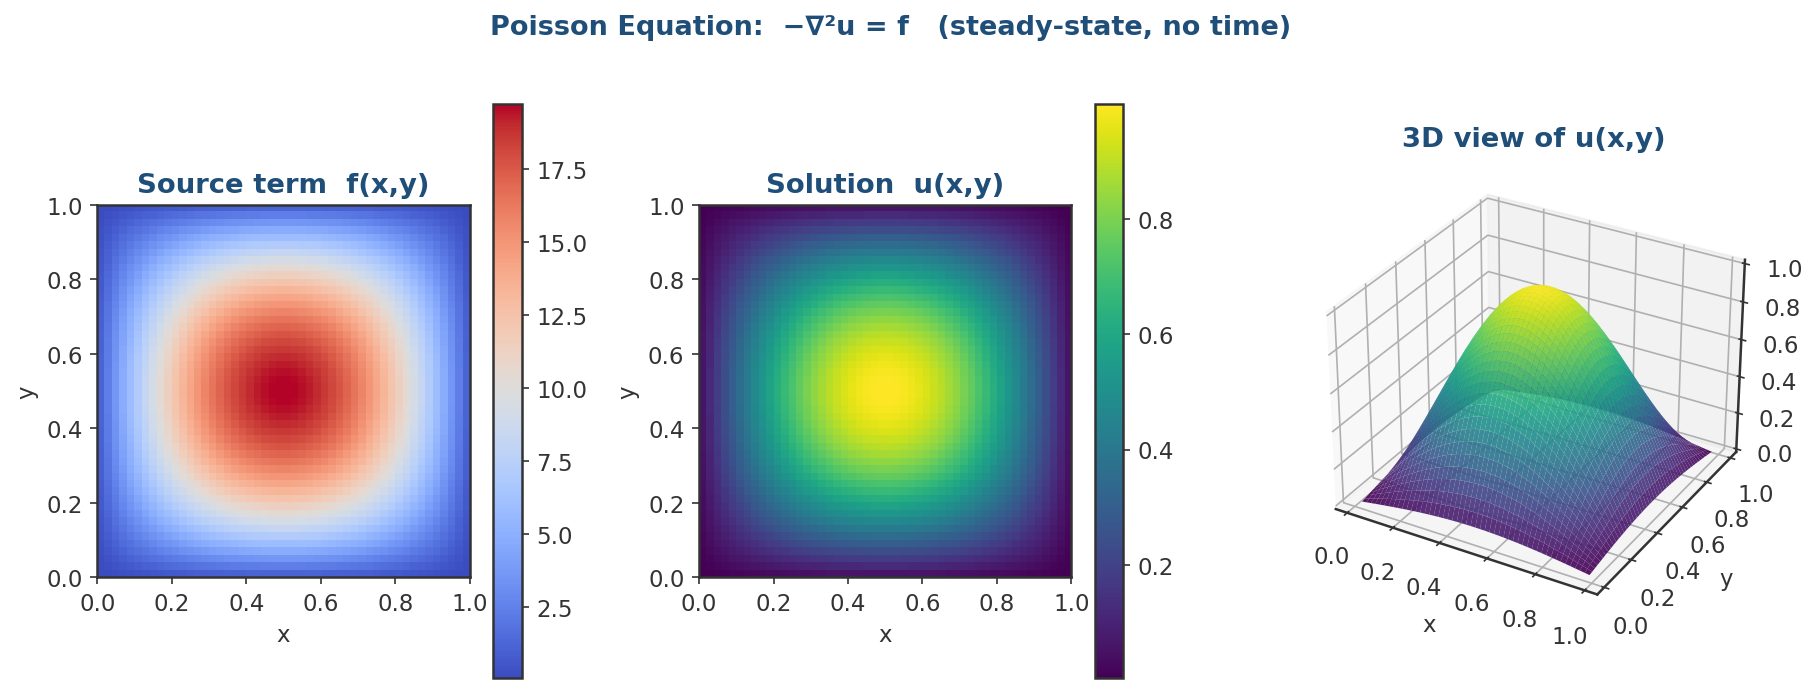 Poisson Equation:  −∇²u = f   (steady-state, no time)
Source term  f(x,y)
1.0
0.8
0.6
0.4
0.2
0.0
y
0.0 0.2 0.4 0.6 0.8 1.0
x
17.5
15.0
12.5
10.0
7.5
5.0
2.5
Solution  u(x,y)
1.0
0.8
0.6
0.4
0.2
0.0
y
0.0 0.2 0.4 0.6 0.8 1.0
x
0.8
0.6
0.4
0.2
3D view of u(x,y)
1.0
0.8
0.6
0.4
0.2
0.0
0.0 0.2 0.4 0.6 0.8 1.0
x
0.0 0.2 0.4 0.6 0.8 1.0
y